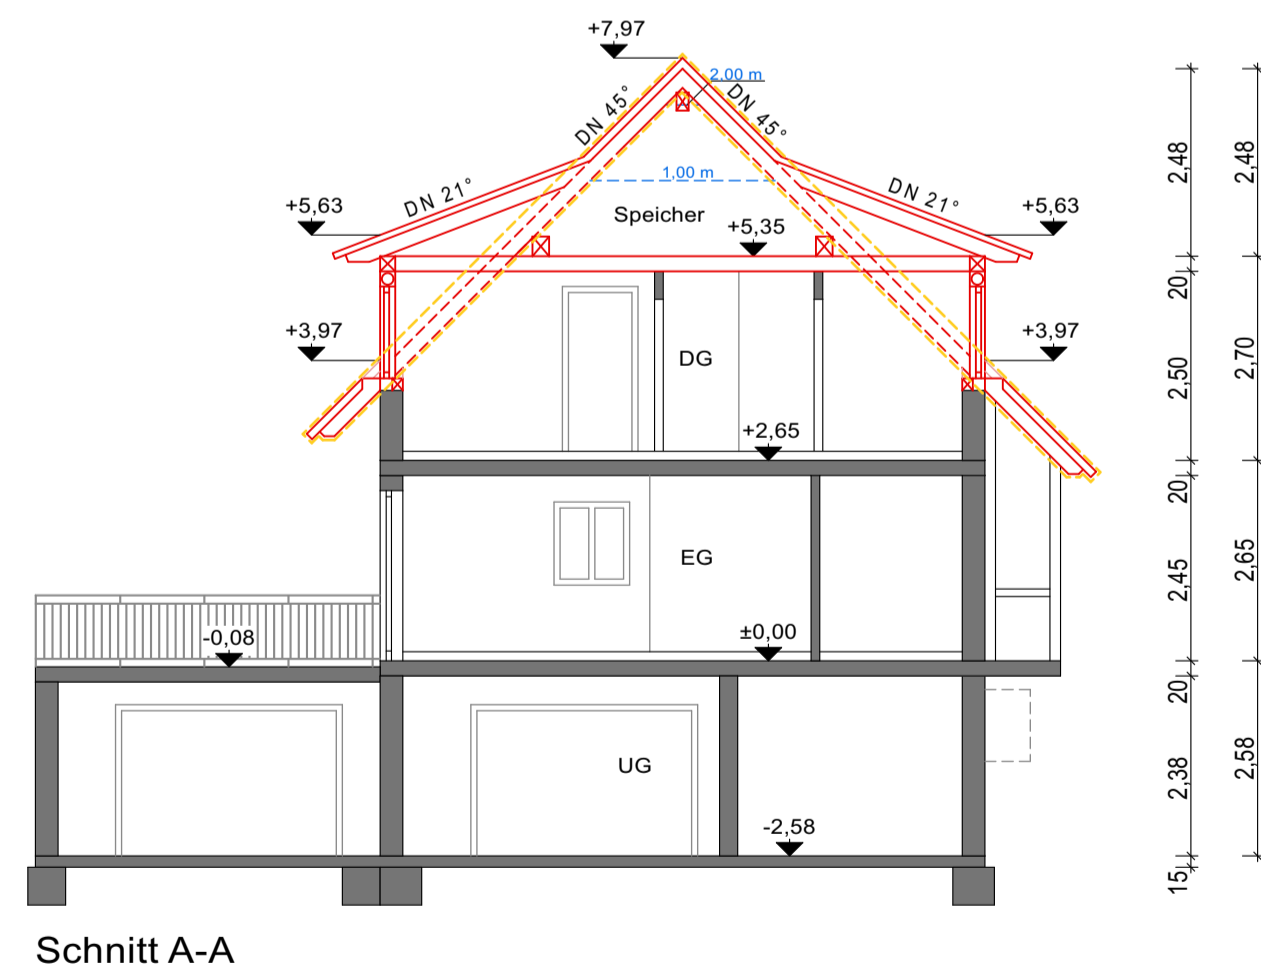 +7,97
2.00 m
DN 45°
DN 45°
2,48
2,48
1,00 m
DN 21°
DN 21°
+5,63
Speicher
+5,63
+5,35
20
+3,97
+3,97
DG
2,70
2,50
+2,65
20
EG
2,65
2,45
-0,08
±0,00
20
UG
2,58
2,38
-2,58
15
Schnitt A-A